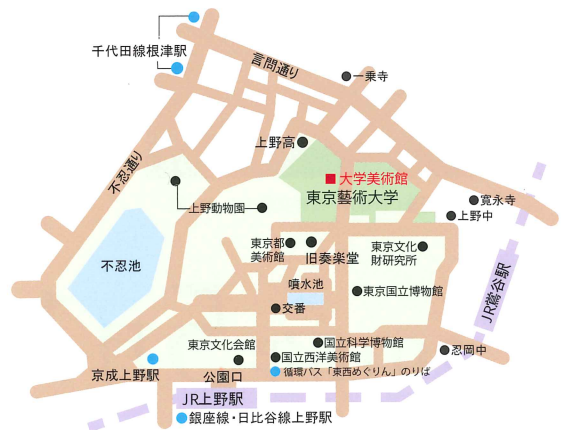 千代田線根津駅
言問通り
一乗寺
上野高
不忍通り
大学美術館
東京藝術大学
寛永寺
上野中
上野動物園
東京都
美術館
旧奏楽堂
東京文化
財研究所
不忍池
噴水池
東京国立博物館
JR鶯谷駅
交番
東京文化会館
国立科学博物館
国立西洋美術館
忍岡中
循環バス「東西めぐりん」のりば
京成上野駅
公園口
JR上野駅
銀座線・日比谷線上野駅